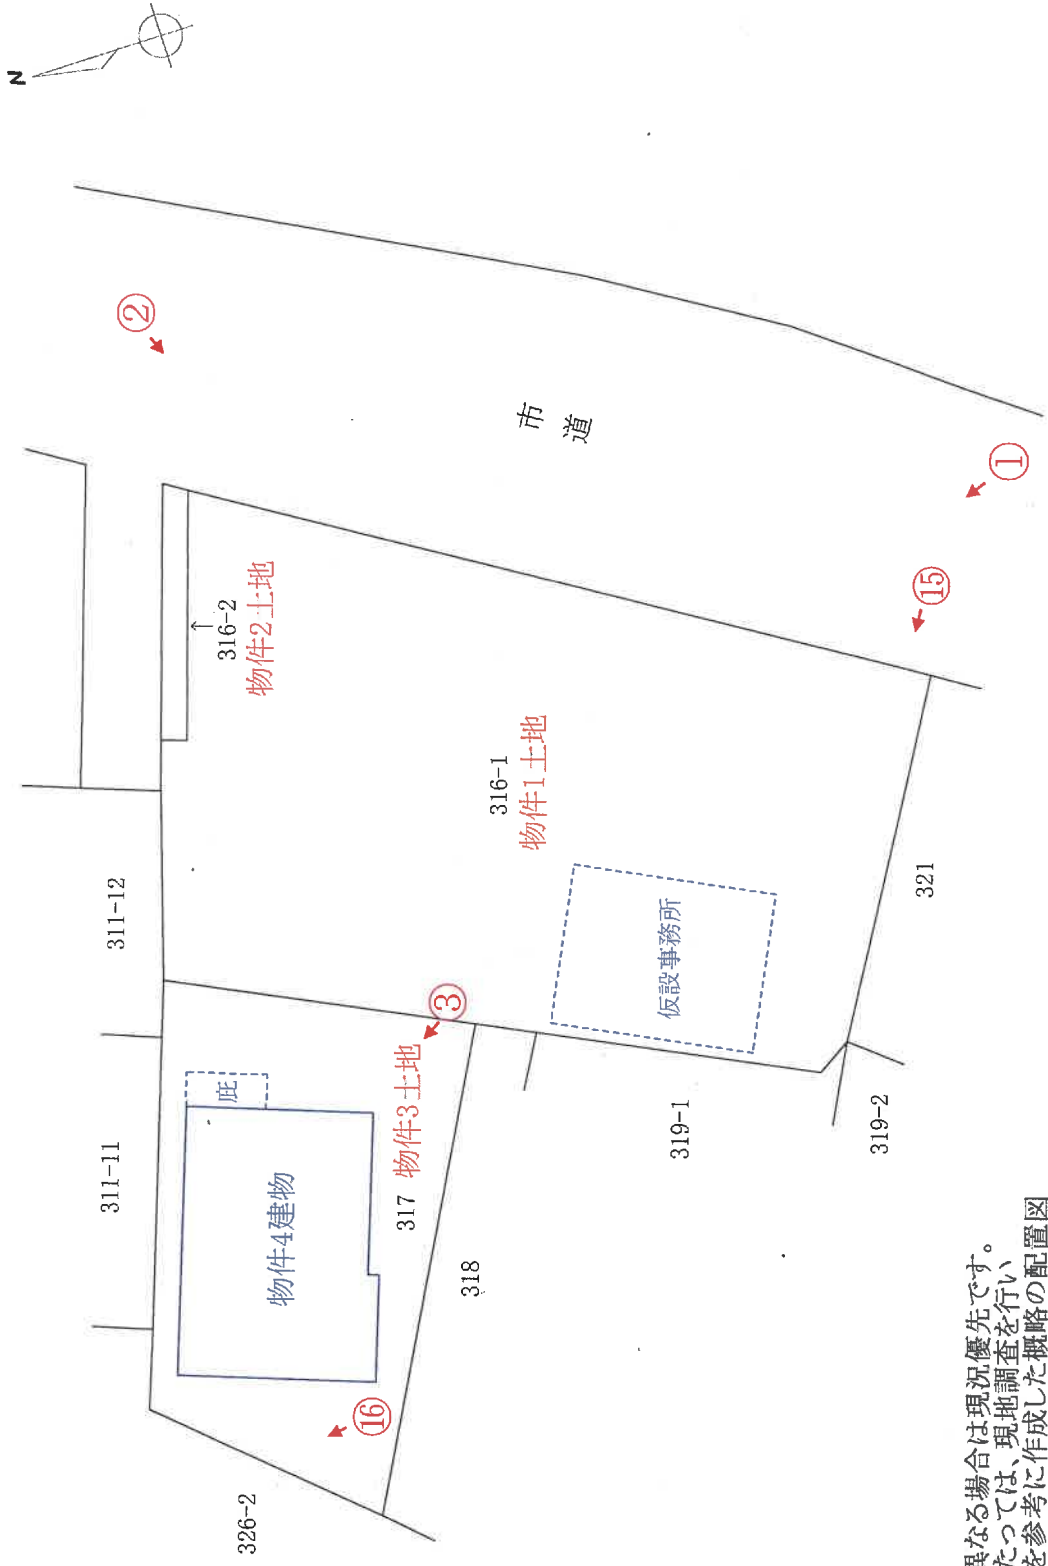 N
②
市道
①
⑮
316-2
↑
物件2土地
316-1
物件1土地
仮設事務所
321
311-12
③
庇
物件3土地
317
物件4建物
311-11
318
319-1
319-2
⑯
326-2
異なる場合は現況優先です。
たっては、現地調査を行い
を参考に作成した概略の配置図